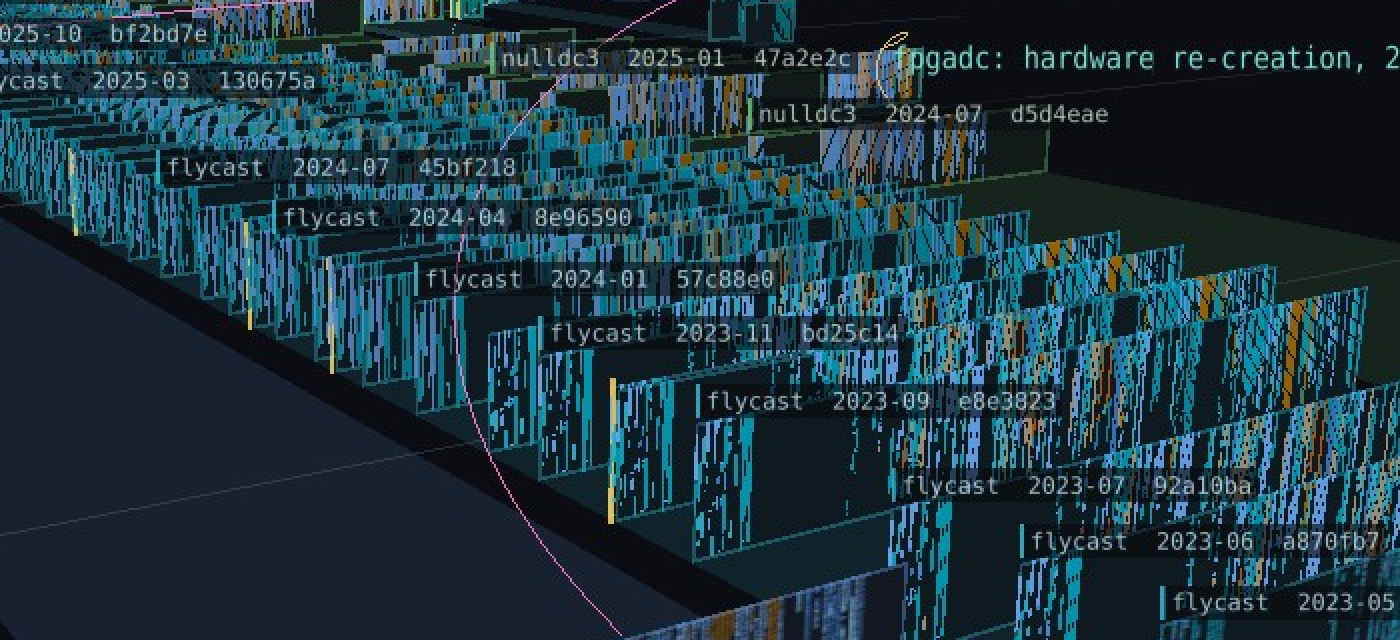 025-10 bf2bd7e
nulldc3 2025-01 47a2e2c
fpgadc: hardware re-creation, 2
ycast 2025-03 130675a
nulldc3 2024-07 d5d4eae
flycast 2024-07 45bf218
flycast 2024-04 8e96590
flycast 2024-01 57c88e0
flycast 2023-11 bd25c14
flycast 2023-09 e8e3823
flycast 2023-07 92a10ba
flycast 2023-06 a870fb7
flycast 2023-05